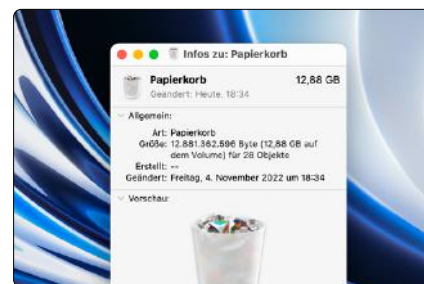 Infos zu: Papierkorb
Papierkorb 12,88 GB
Geändert: Heute, 18:34
Allgemein:
Art: Papierkorb
Größe: 12.881.362.596 Byte (12,88 GB auf
dem Volume) für 28 Objekte
Erstellt: --
Geändert: Freitag, 4. November 2022 um 18:34
Vorschau: